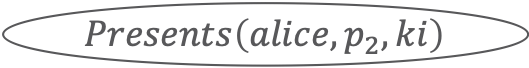 Presents(alice, p₂, ki)